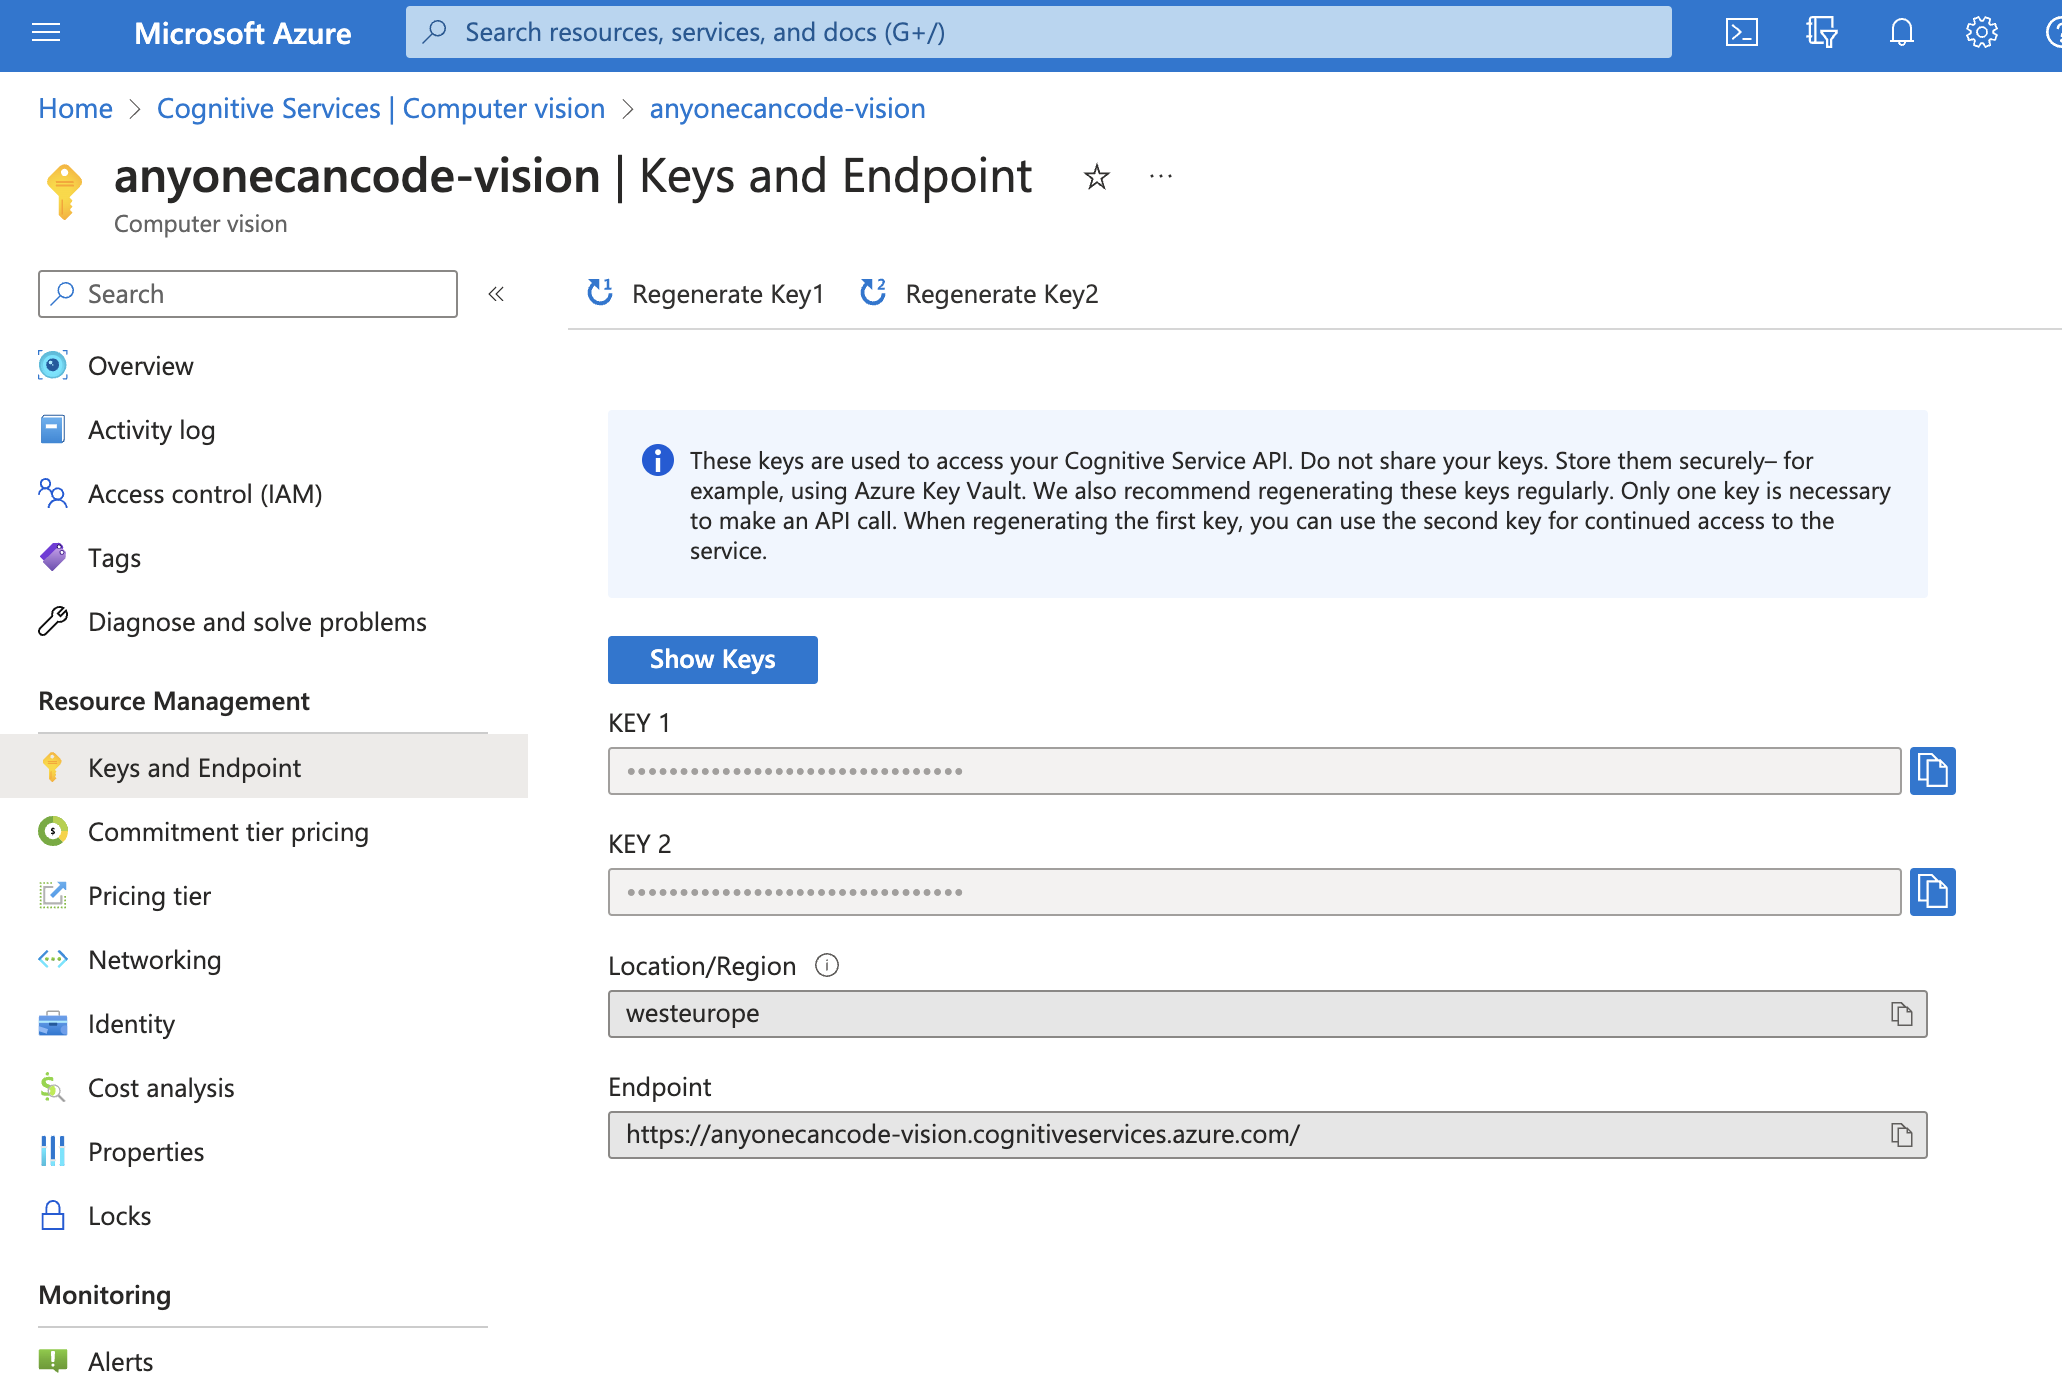 Microsoft Azure
Search resources, services, and docs (G+/)
Home > Cognitive Services | Computer vision > anyonecancode-vision
anyonecancode-vision | Keys and Endpoint
Computer vision
Search
«
1 Regenerate Key1
2 Regenerate Key2
Overview
Activity log
Access control (IAM)
Tags
Diagnose and solve problems
Resource Management
Keys and Endpoint
Commitment tier pricing
Pricing tier
Networking
Identity
Cost analysis
Properties
Locks
Monitoring
Alerts
These keys are used to access your Cognitive Service API. Do not share your keys. Store them securely– for
example, using Azure Key Vault. We also recommend regenerating these keys regularly. Only one key is necessary
to make an API call. When regenerating the first key, you can use the second key for continued access to the
service.
Show Keys
KEY 1
••••••••••••••••••••••••••••••••
KEY 2
••••••••••••••••••••••••••••••••
Location/Region
westeurope
Endpoint
https://anyonecancode-vision.cognitiveservices.azure.com/